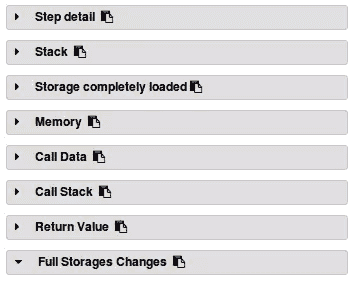 Step detail
Stack
Storage completely loaded
Memory
Call Data
Call Stack
Return Value
Full Storages Changes